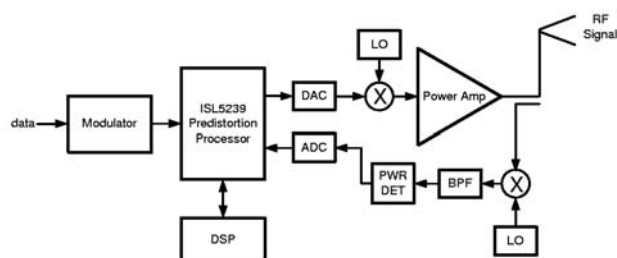 RF
Signal
LO
ISL5239
Predistortion
Processor
DAC
X
Power Amp
data
Modulator
ADC
PWR
DET
BPF
X
DSP
LO